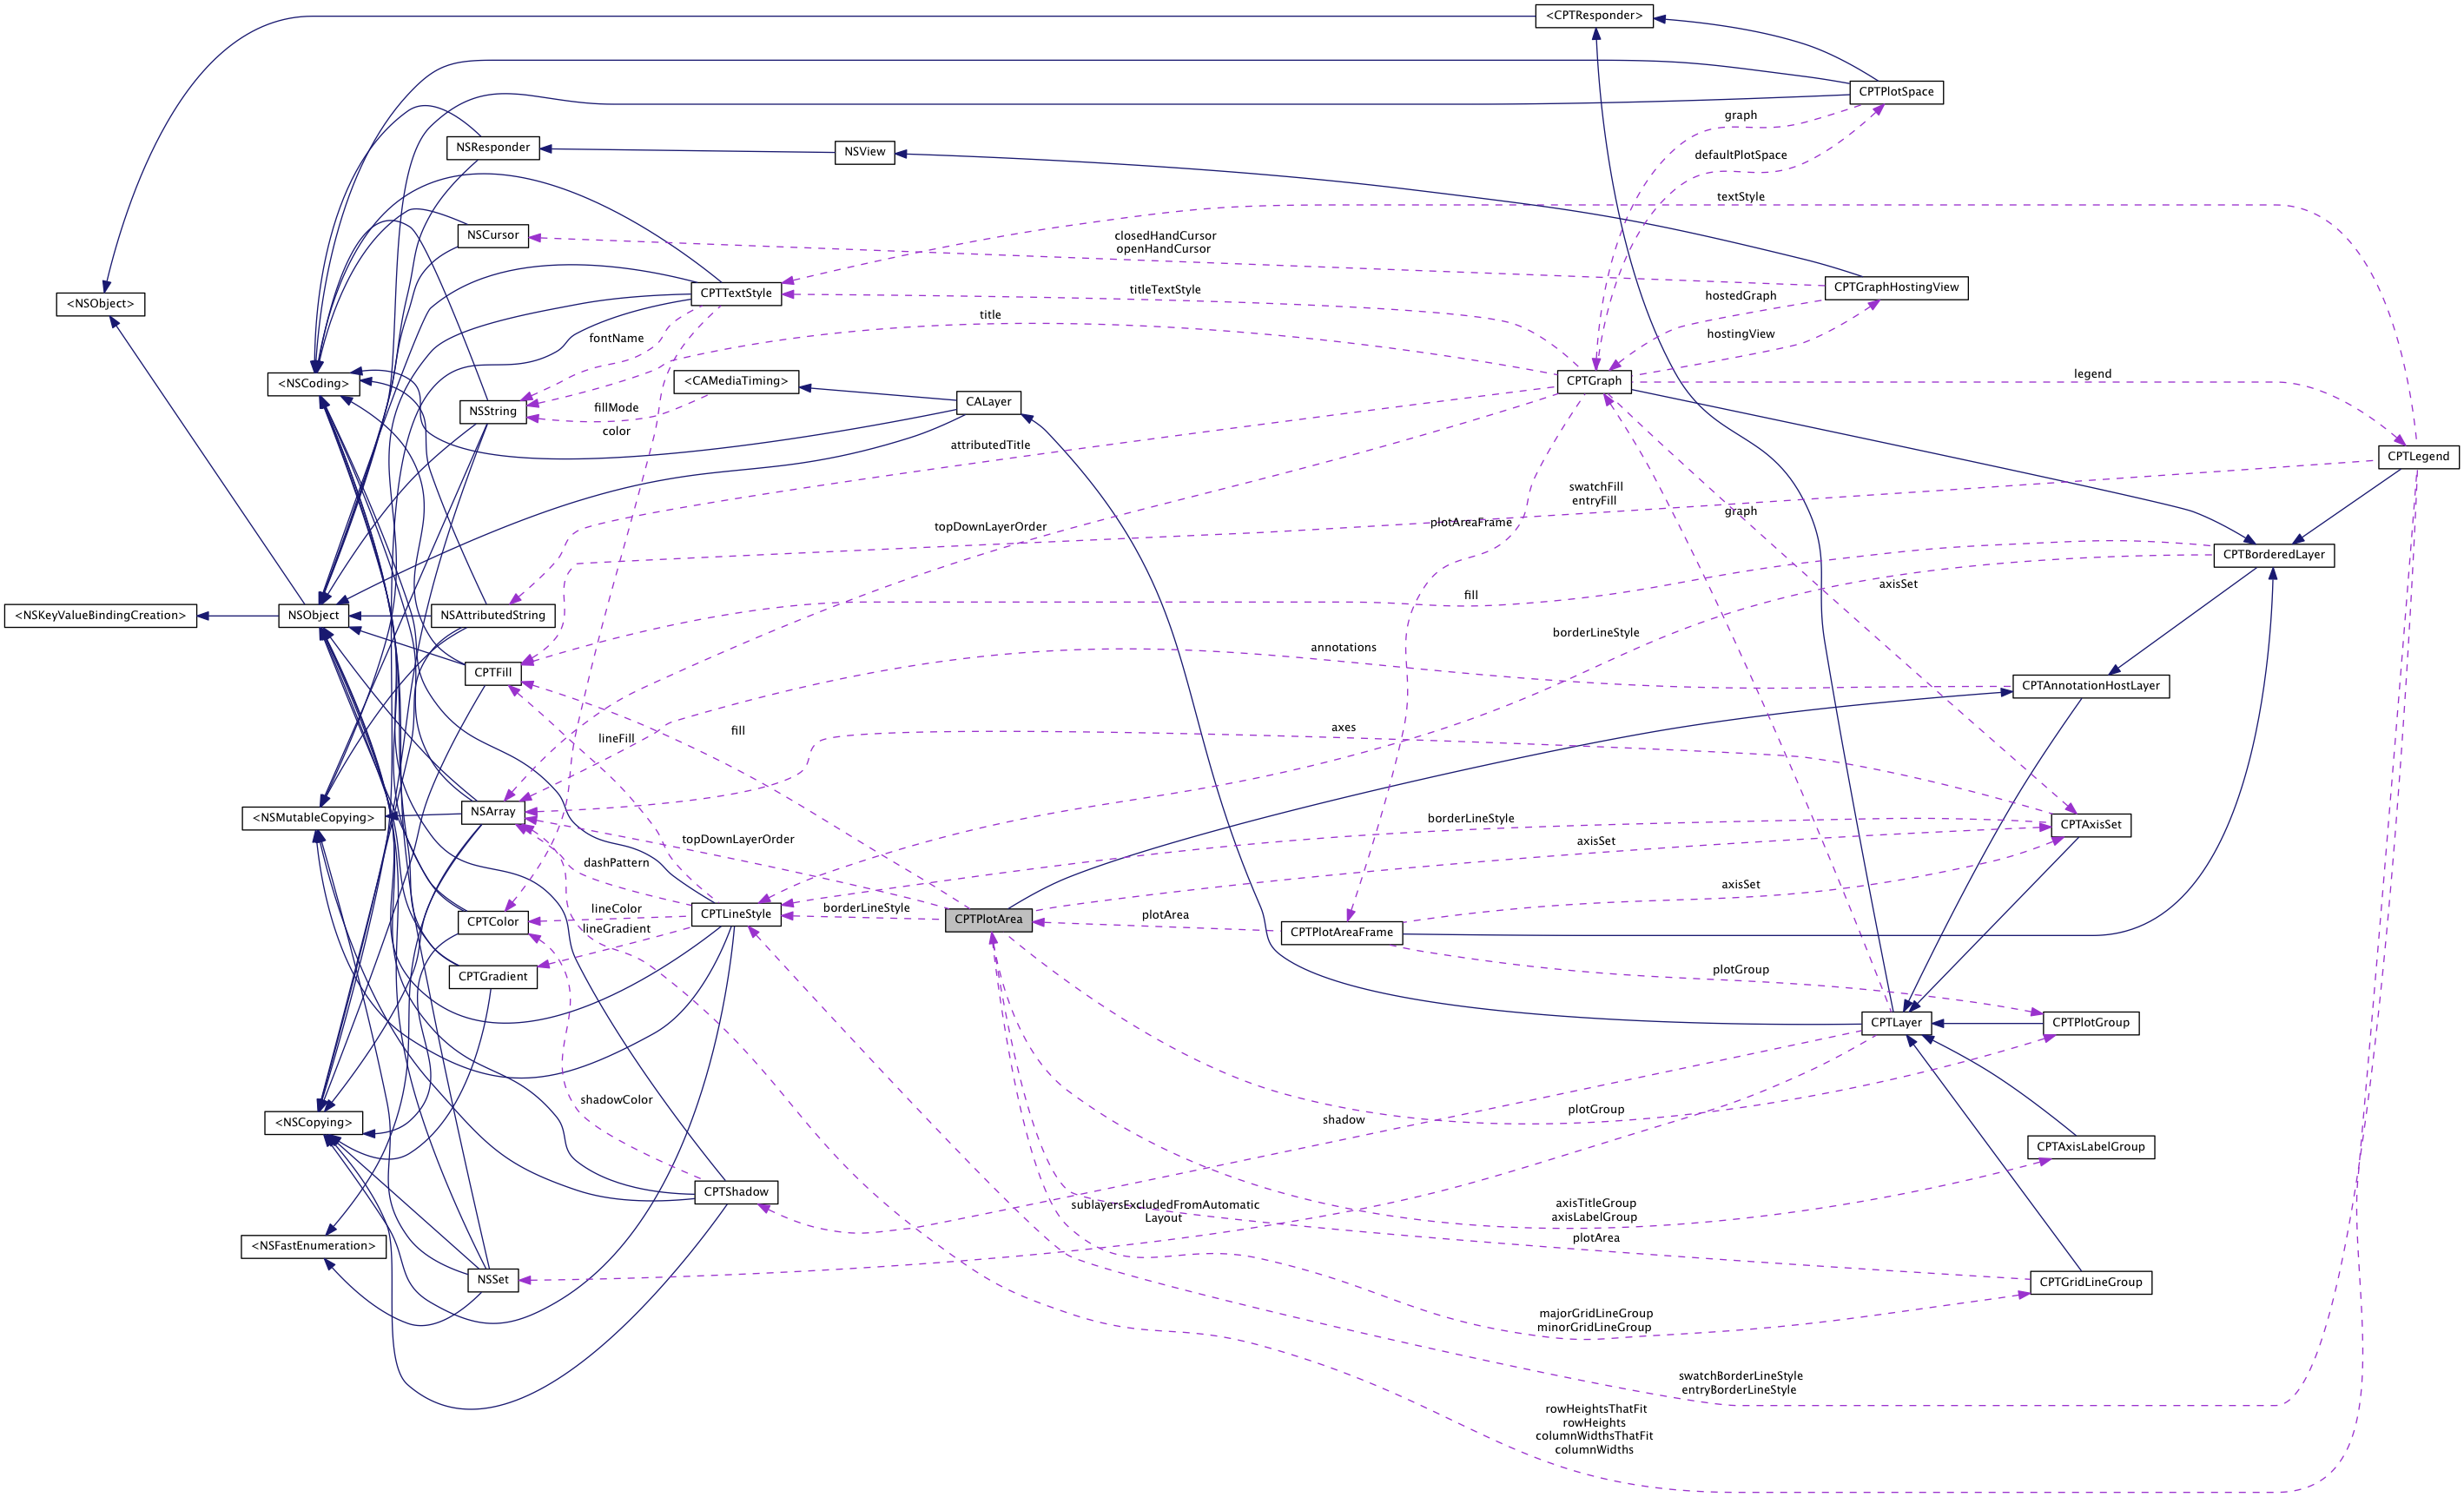 <CPTResponder>
CPTPlotSpace
graph
NSResponder
NSView
defaultPlotSpace
textStyle
NSCursor
closedHandCursor
openHandCursor
<NSObject>
CPTTextStyle
titleTextStyle
hostedGraph
CPTGraphHostingView
title
fontName
hostingView
<NSCoding>
<CAMediaTiming>
CPTGraph
legend
NSString
fillMode
CALayer
color
attributedTitle
CPTLegend
swatchFill
entryFill
topDownLayerOrder
plotAreaFrame
graph
CPTBorderedLayer
axisSet
fill
<NSKeyValueBindingCreation>
NSObject
NSAttributedString
borderLineStyle
annotations
CPTFill
CPTAnnotationHostLayer
lineFill
fill
axes
<NSMutableCopying>
NSArray
borderLineStyle
CPTAxisSet
topDownLayerOrder
axisSet
dashPattern
axisSet
lineColor
CPTColor
CPTLineStyle
borderLineStyle
CPTPlotArea
plotArea
CPTPlotAreaFrame
lineGradient
CPTGradient
plotGroup
CPTLayer
CPTPlotGroup
shadowColor
plotGroup
shadow
<NSCopying>
CPTAxisLabelGroup
CPTShadow
sublayersExcludedFromAutomatic
Layout
axisTitleGroup
axisLabelGroup
<NSFastEnumeration>
plotArea
NSSet
CPTGridLineGroup
majorGridLineGroup
minorGridLineGroup
swatchBorderLineStyle
entryBorderLineStyle
rowHeightsThatFit
rowHeights
columnWidthsThatFit
columnWidths